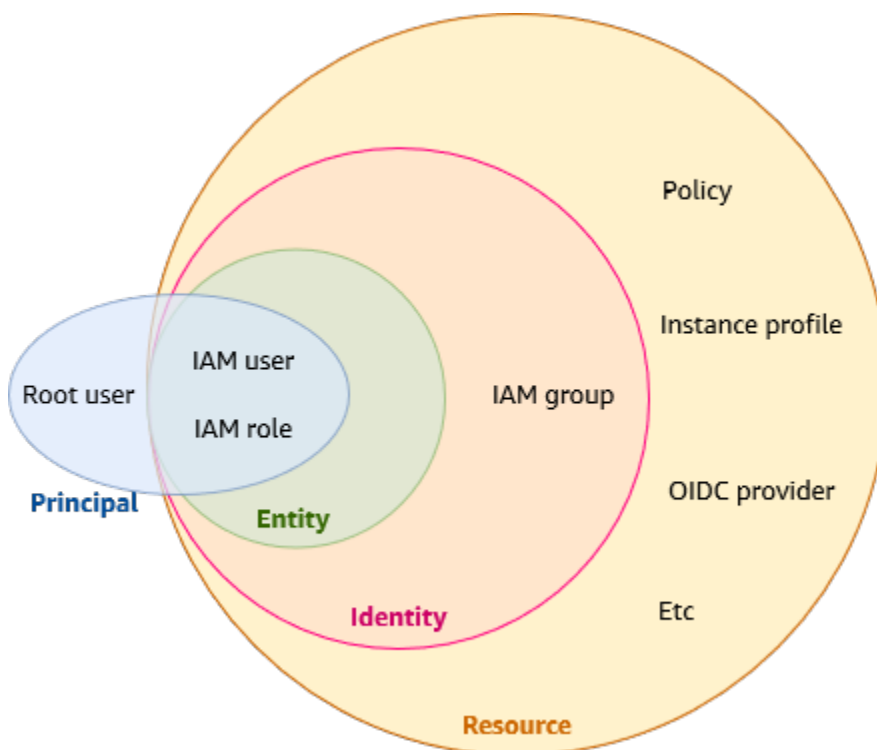 Policy
Instance profile
IAM user
Root user
IAM group
IAM role
OIDC provider
Principal
Entity
Etc
Identity
Resource